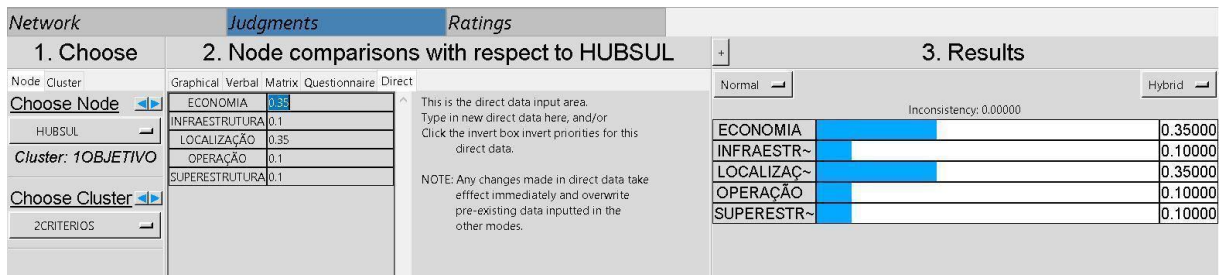 Network Judgments Ratings
1. Choose
Node Cluster
Choose Node
HUBSUL
Cluster: 1OBJETIVO
Choose Cluster
2CRITERIOS
2. Node comparisons with respect to HUBSUL
Graphical Verbal Matrix Questionnaire Direct
ECONOMIA 0.35
INFRAESTRUTURA 0.1
LOCALIZAÇÃO 0.35
OPERAÇÃO 0.1
SUPERESTRUTURA 0.1
This is the direct data input area.
Type in new direct data here, and/or
Click the invert box invert priorities for this
direct data.
NOTE: Any changes made in direct data take
efffect immediately and overwrite
pre-existing data inputted in the
other modes.
+ 3. Results
Normal Hybrid
Inconsistency: 0.00000
ECONOMIA 0.35000
INFRAESTR~ 0.10000
LOCALIZAÇ~ 0.35000
OPERAÇÃO 0.10000
SUPERESTR~ 0.10000